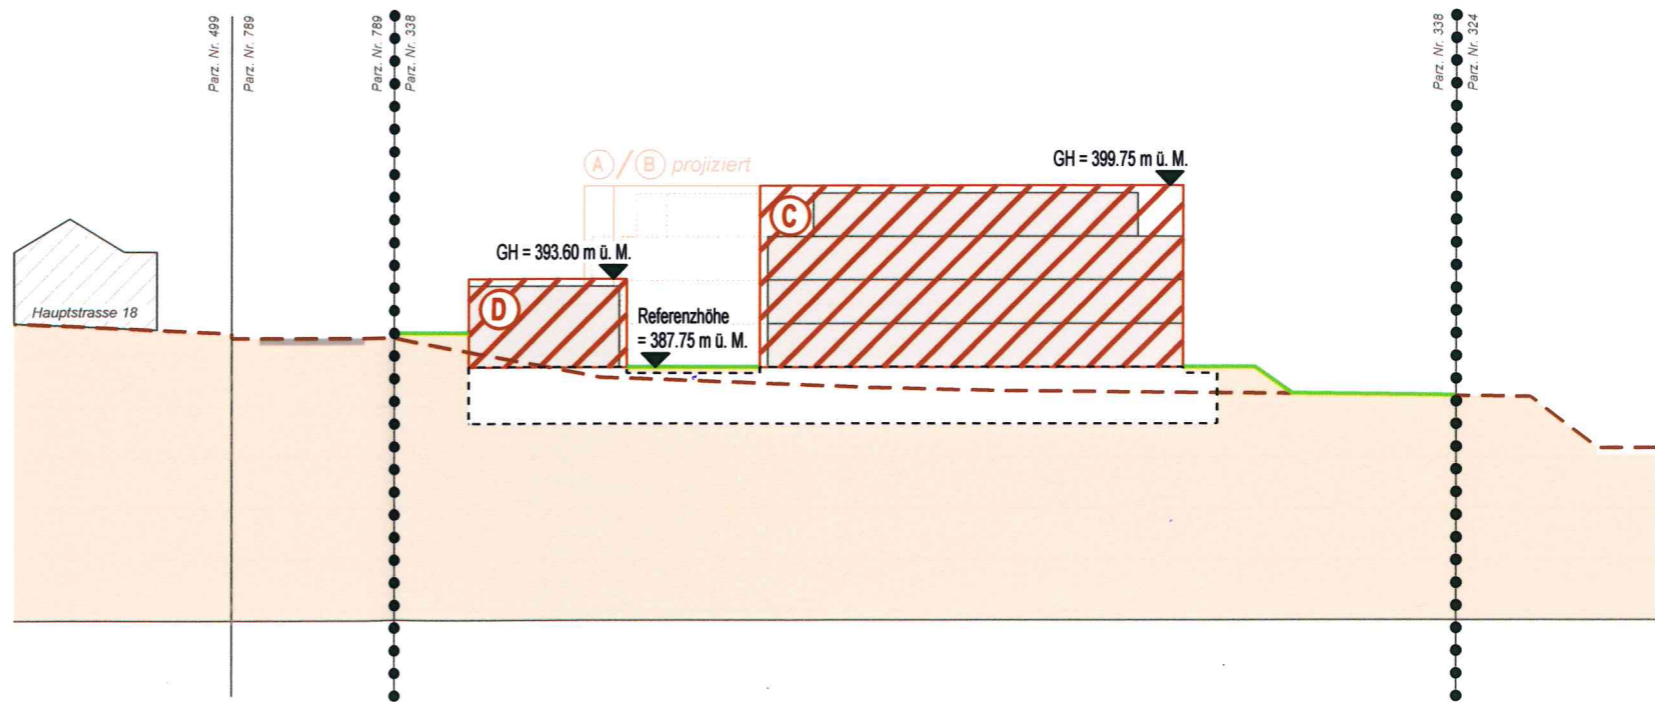 Parz. Nr. 499
Parz. Nr. 789
Parz. Nr. 789
Parz. Nr. 338
Parz. Nr. 338
Parz. Nr. 324
A / B projiziert
GH = 399.75 m ü. M.
C
GH = 393.60 m ü. M.
D
Hauptstrasse 18
Referenzhöhe
= 387.75 m ü. M.